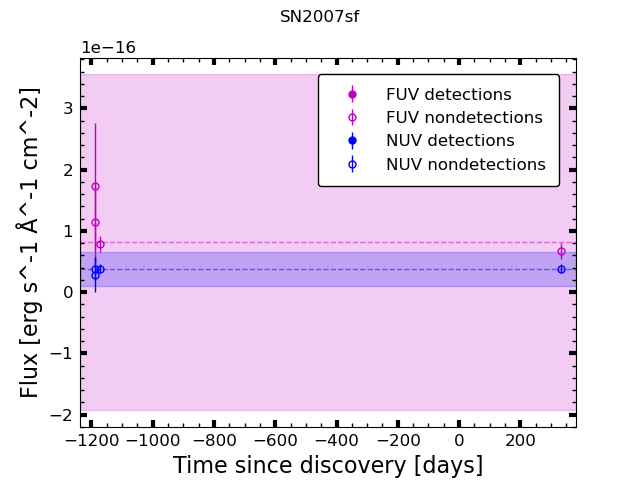 SN2007sf
1e−16
FUV detections
FUV nondetections
NUV detections
NUV nondetections
3
2
1
0
−1
−2
Flux [erg s^-1 Å^-1 cm^-2]
−1200 −1000 −800 −600 −400 −200 0 200
Time since discovery [days]